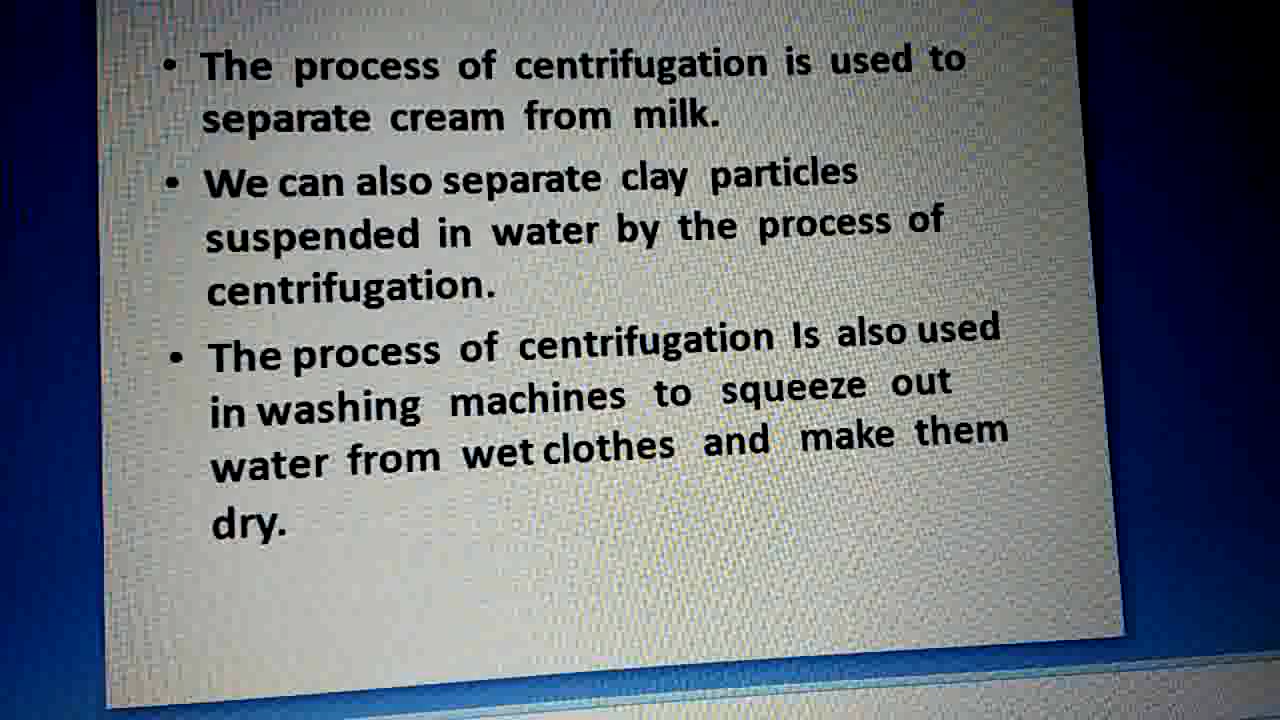 • The process of centrifugation is used to
separate cream from milk.
• We can also separate clay particles
suspended in water by the process of
centrifugation.
• The process of centrifugation Is also used
in washing machines to squeeze out
water from wet clothes and make them
dry.